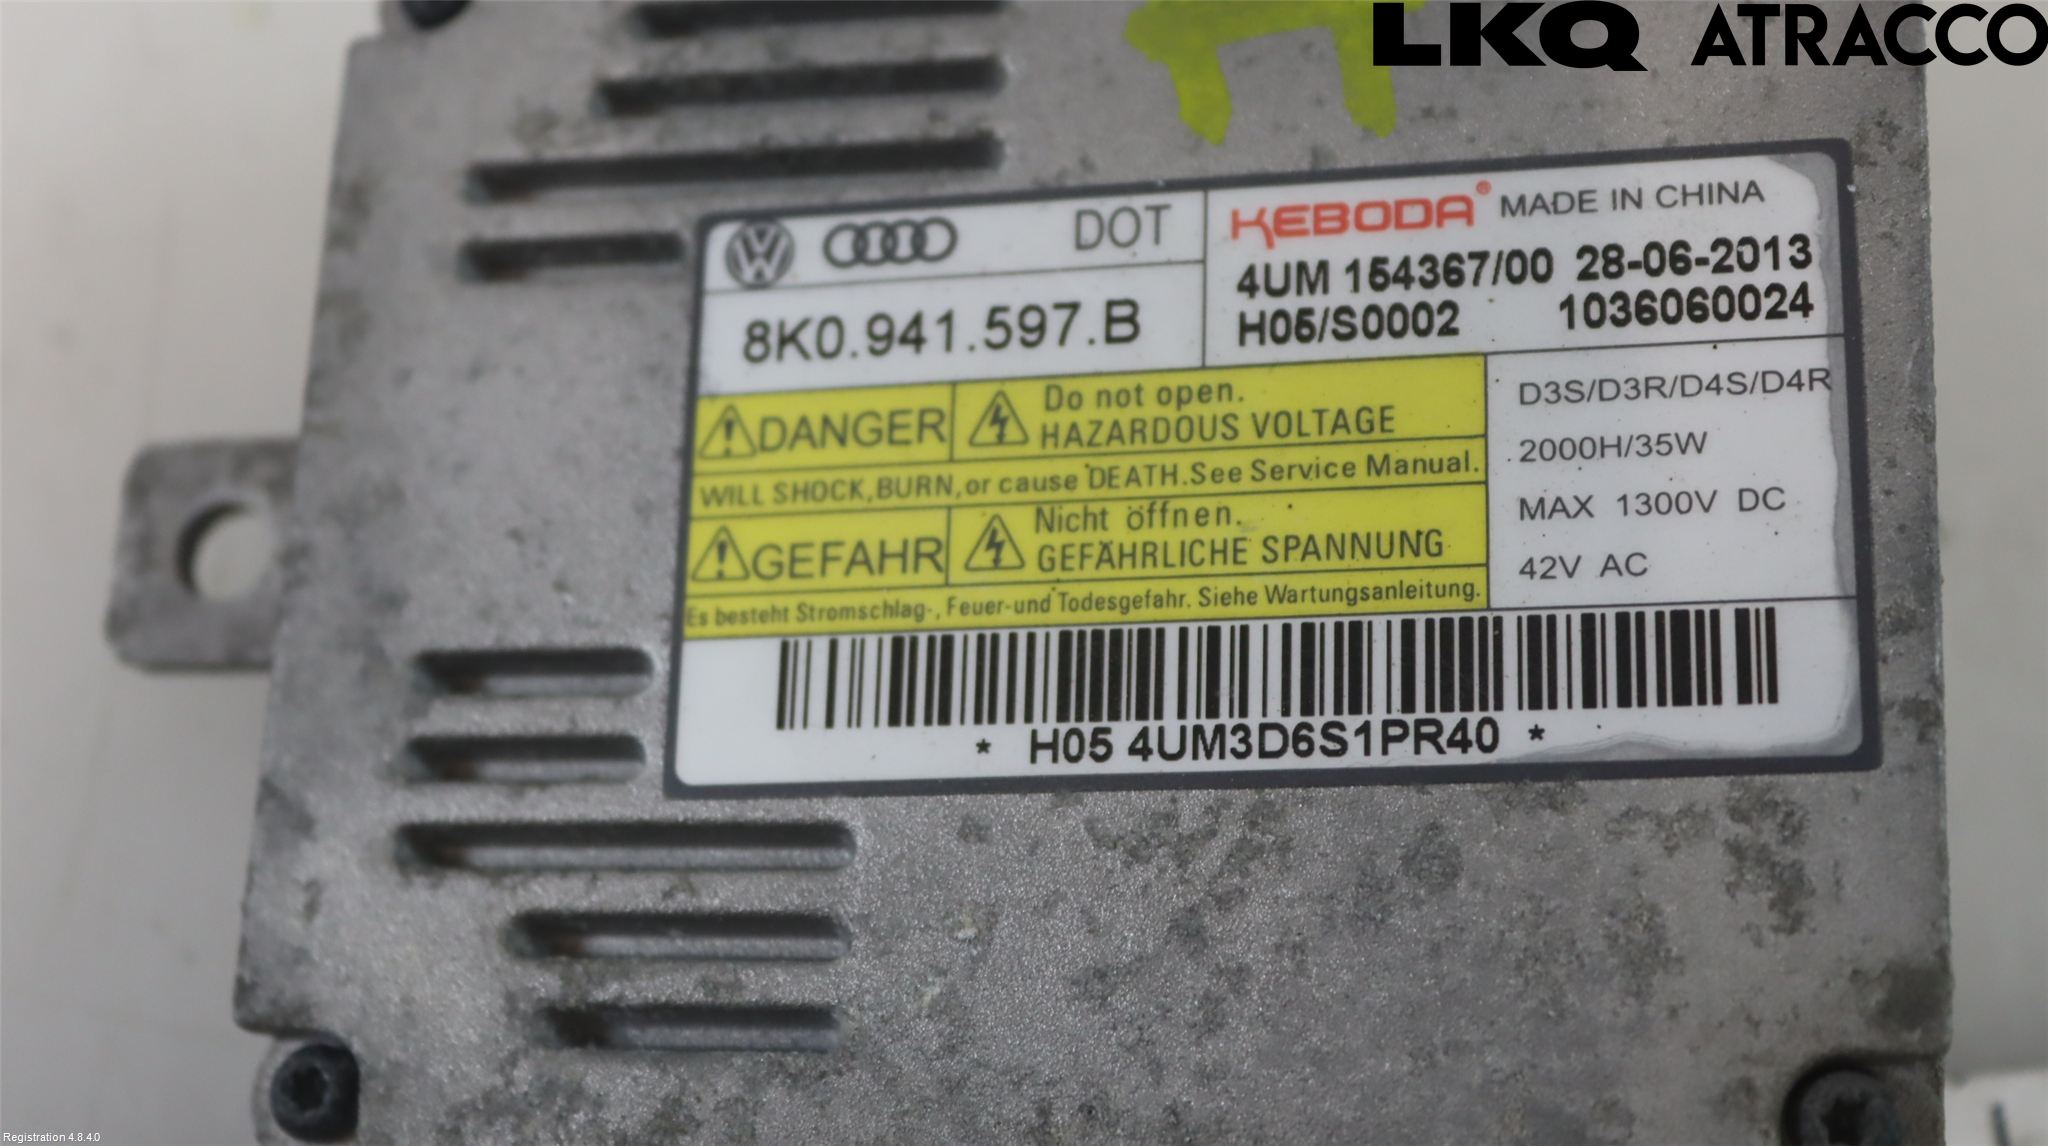 LKQ ATRACCO
DOT
8K0.941.597.B
KEBODA® MADE IN CHINA
4UM 154367/00 28-06-2013
H05/S0002 1036060024
DANGER
Do not open.
HAZARDOUS VOLTAGE
WILL SHOCK, BURN, or cause DEATH. See Service Manual.
GEFAHR
Nicht öffnen.
GEFÄHRLICHE SPANNUNG
Es besteht Stromschlag-, Feuer-und Todesgefahr. Siehe Wartungsanleitung.
D3S/D3R/D4S/D4R
2000H/35W
MAX 1300V DC
42V AC
* H05 4UM3D6S1PR40 *
Registration 4.8.4.0